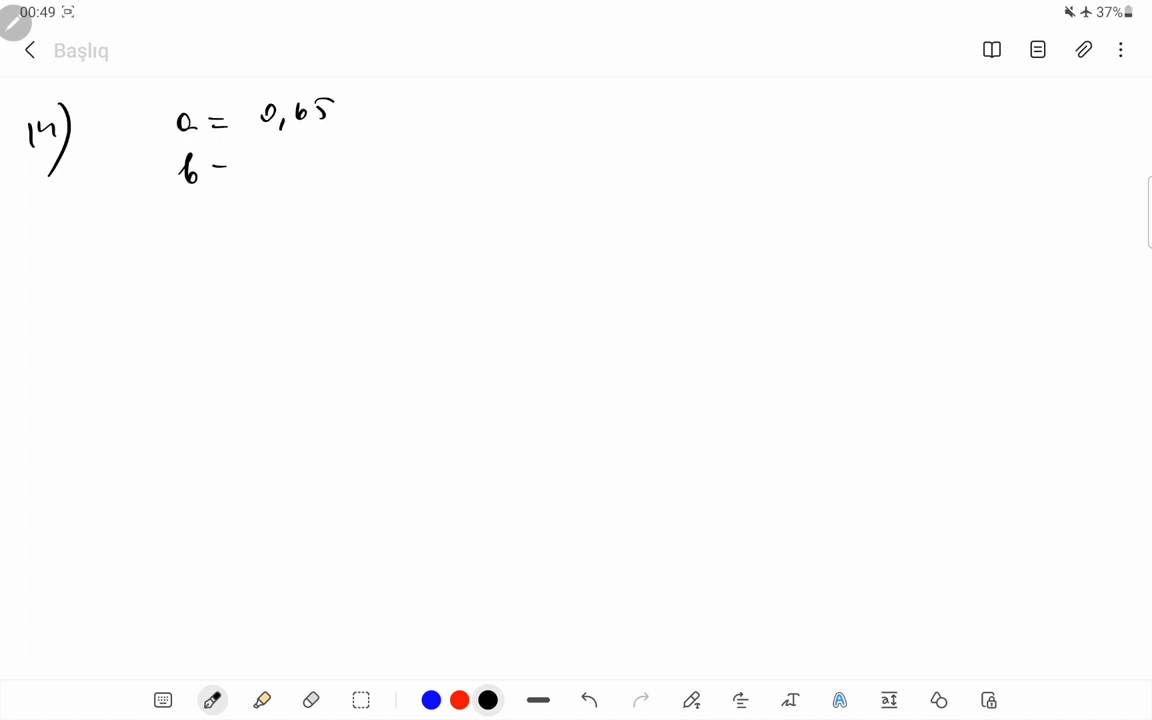 00:49
37%
Başlıq
14) a = 0,65
b =